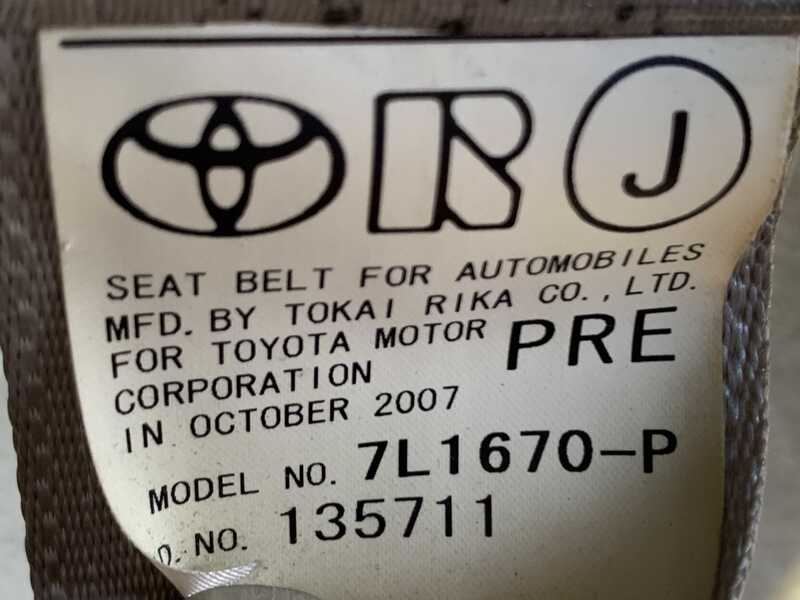 R J
SEAT BELT FOR AUTOMOBILES
MFD. BY TOKAI RIKA CO., LTD.
FOR TOYOTA MOTOR PRE
CORPORATION
IN OCTOBER 2007
MODEL NO. 7L1670-P
NO. 135711